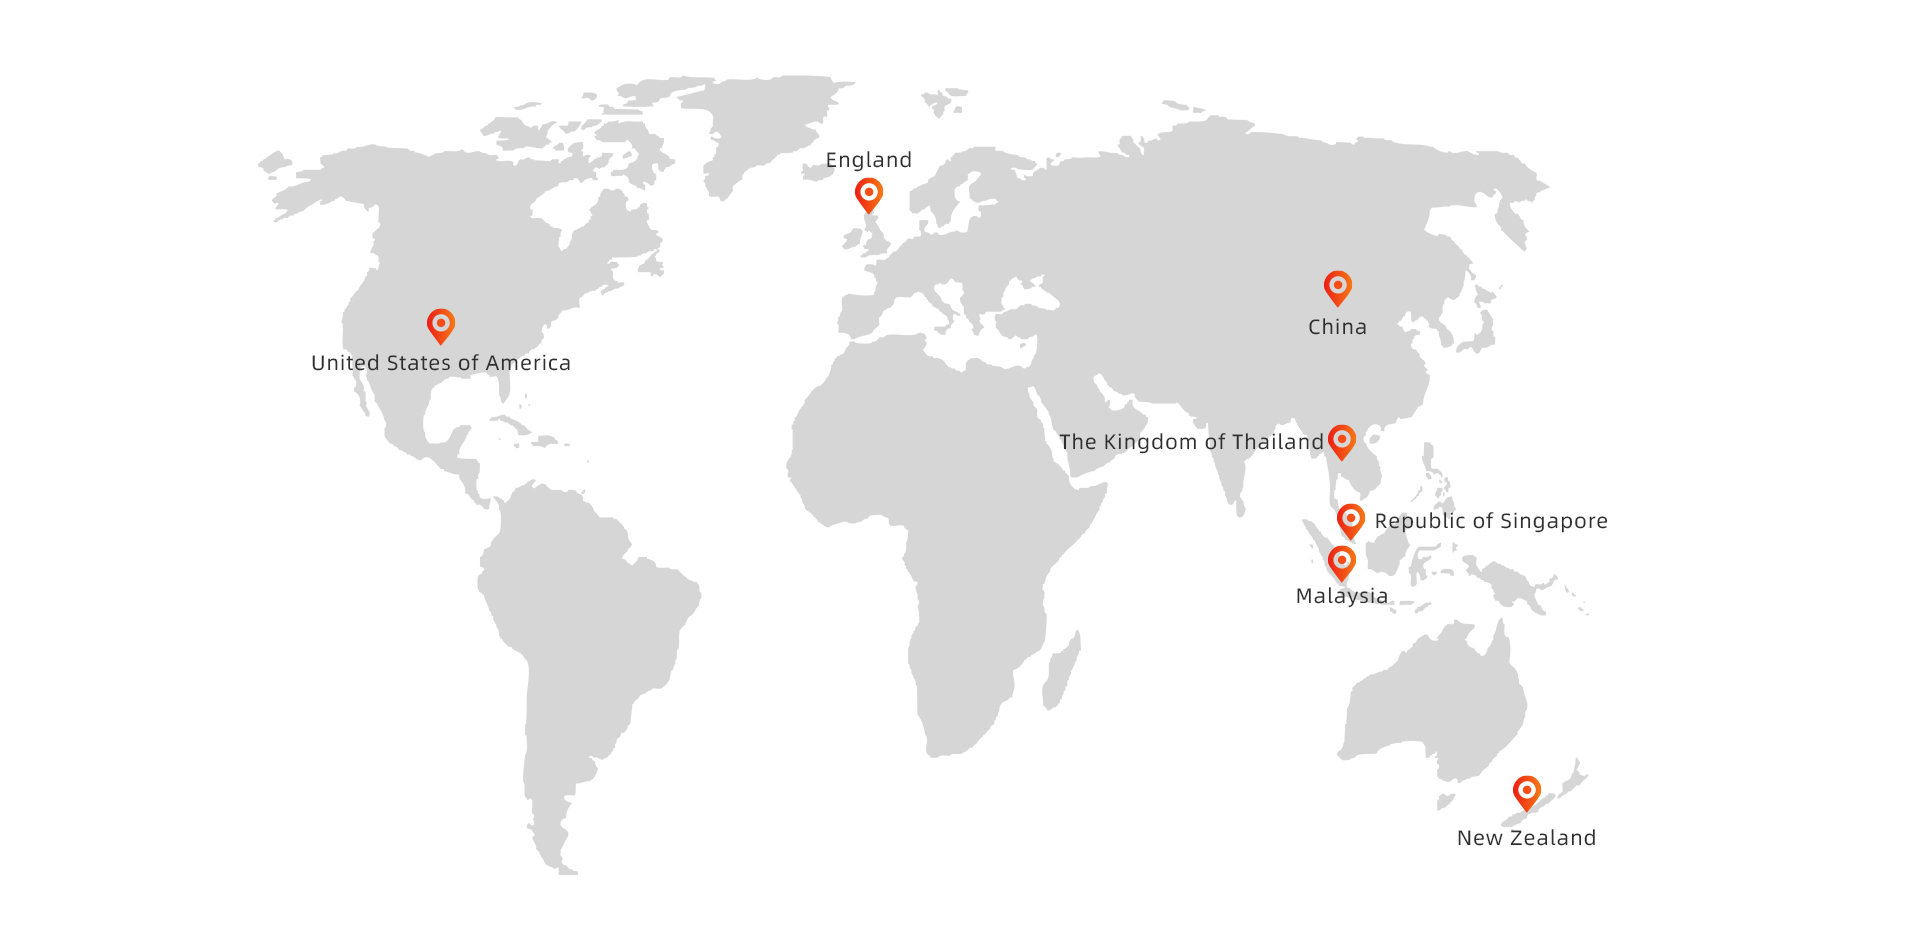 England
China
United States of America
The Kingdom of Thailand
Republic of Singapore
Malaysia
New Zealand